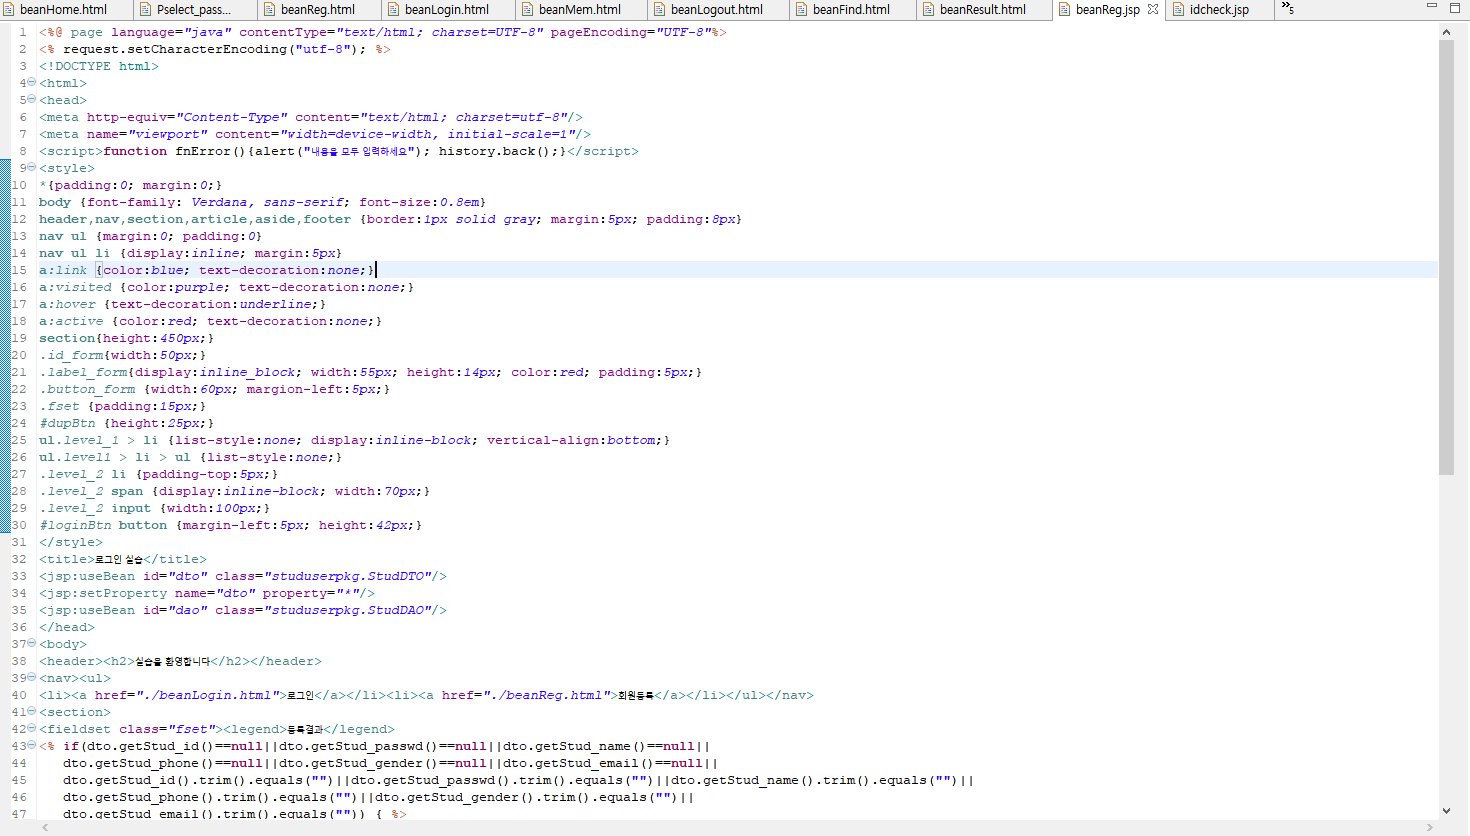 beanHome.html Pselect_pass... beanReg.html beanLogin.html beanMem.html beanLogout.html beanFind.html beanResult.html beanReg.jsp idcheck.jsp »5
1 <%@ page language="java" contentType="text/html; charset=UTF-8" pageEncoding="UTF-8"%>
2 <% request.setCharacterEncoding("utf-8"); %>
3 <!DOCTYPE html>
4 <html>
5 <head>
6 <meta http-equiv="Content-Type" content="text/html; charset=utf-8"/>
7 <meta name="viewport" content="width=device-width, initial-scale=1"/>
8 <script>function fnError(){alert("내용을 모두 입력하세요"); history.back();}</script>
9 <style>
10 *{padding:0; margin:0;}
11 body {font-family: Verdana, sans-serif; font-size:0.8em}
12 header,nav,section,article,aside,footer {border:1px solid gray; margin:5px; padding:8px}
13 nav ul {margin:0; padding:0}
14 nav ul li {display:inline; margin:5px}
15 a:link {color:blue; text-decoration:none;}
16 a:visited {color:purple; text-decoration:none;}
17 a:hover {text-decoration:underline;}
18 a:active {color:red; text-decoration:none;}
19 section{height:450px;}
20 .id_form{width:50px;}
21 .label_form{display:inline_block; width:55px; height:14px; color:red; padding:5px;}
22 .button_form {width:60px; margion-left:5px;}
23 .fset {padding:15px;}
24 #dupBtn {height:25px;}
25 ul.level_1 > li {list-style:none; display:inline-block; vertical-align:bottom;}
26 ul.level1 > li > ul {list-style:none;}
27 .level_2 li {padding-top:5px;}
28 .level_2 span {display:inline-block; width:70px;}
29 .level_2 input {width:100px;}
30 #loginBtn button {margin-left:5px; height:42px;}
31 </style>
32 <title>로그인 실습</title>
33 <jsp:useBean id="dto" class="studuserpkg.StudDTO"/>
34 <jsp:setProperty name="dto" property="*"/>
35 <jsp:useBean id="dao" class="studuserpkg.StudDAO"/>
36 </head>
37 <body>
38 <header><h2>실습을 환영합니다</h2></header>
39 <nav><ul>
40 <li><a href="./beanLogin.html">로그인</a></li><li><a href="./beanReg.html">회원등록</a></li></ul></nav>
41 <section>
42 <fieldset class="fset"><legend>등록결과</legend>
43 <% if(dto.getStud_id()==null||dto.getStud_passwd()==null||dto.getStud_name()==null||
44 dto.getStud_phone()==null||dto.getStud_gender()==null||dto.getStud_email()==null||
45 dto.getStud_id().trim().equals("")||dto.getStud_passwd().trim().equals("")||dto.getStud_name().trim().equals("")||
46 dto.getStud_phone().trim().equals("")||dto.getStud_gender().trim().equals("")||
47 dto.getStud_email().trim().equals("")) { %>